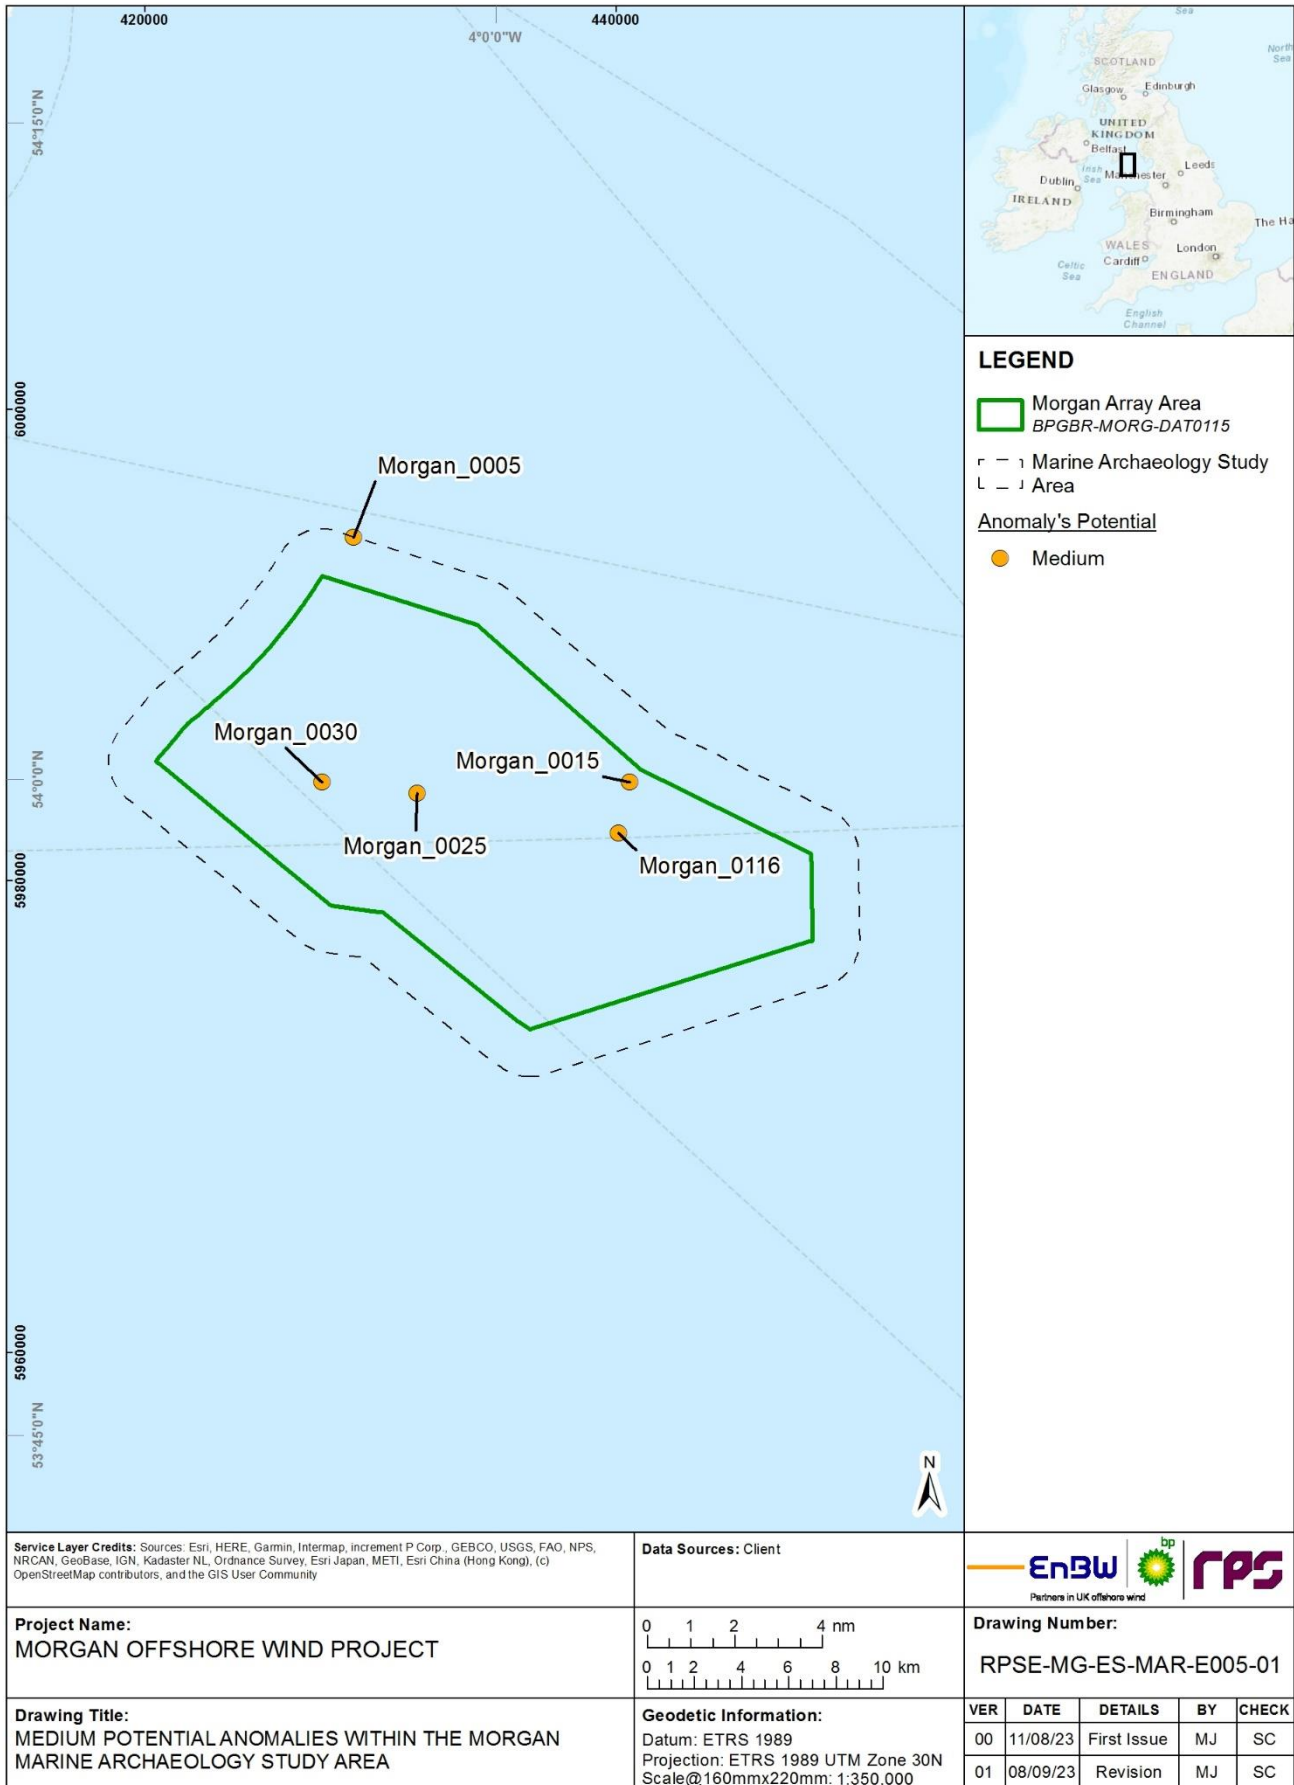 420000
440000
4°0'0"W
54°15'0"N
6000000
54°0'0"N
5980000
5960000
53°45'0"N
Morgan_0005
Morgan_0030
Morgan_0015
Morgan_0025
Morgan_0116
N
Sea
North
Sea
SCOTLAND
Glasgow
Edinburgh
UNITED
KINGDOM
Belfast
Irish
Sea
Manchester
Leeds
Dublin
IRELAND
Birmingham
The Ha
WALES
Cardiff
London
Celtic
Sea
ENGLAND
English
Channel
LEGEND
Morgan Array Area
BPGBR-MORG-DAT0115
Marine Archaeology Study
Area
Anomaly's Potential
Medium
Service Layer Credits: Sources: Esri, HERE, Garmin, Intermap, increment P Corp., GEBCO, USGS, FAO, NPS,
NRCAN, GeoBase, IGN, Kadaster NL, Ordnance Survey, Esri Japan, METI, Esri China (Hong Kong), (c)
OpenStreetMap contributors, and the GIS User Community
Data Sources: Client
EnBW
bp
rps
Partners in UK offshore wind
Project Name:
MORGAN OFFSHORE WIND PROJECT
0 1 2 4 nm
0 1 2 4 6 8 10 km
Drawing Number:
RPSE-MG-ES-MAR-E005-01
Drawing Title:
MEDIUM POTENTIAL ANOMALIES WITHIN THE MORGAN
MARINE ARCHAEOLOGY STUDY AREA
Geodetic Information:
Datum: ETRS 1989
Projection: ETRS 1989 UTM Zone 30N
Scale@160mmx220mm: 1:350,000
VER DATE DETAILS BY CHECK
00 11/08/23 First Issue MJ SC
01 08/09/23 Revision MJ SC